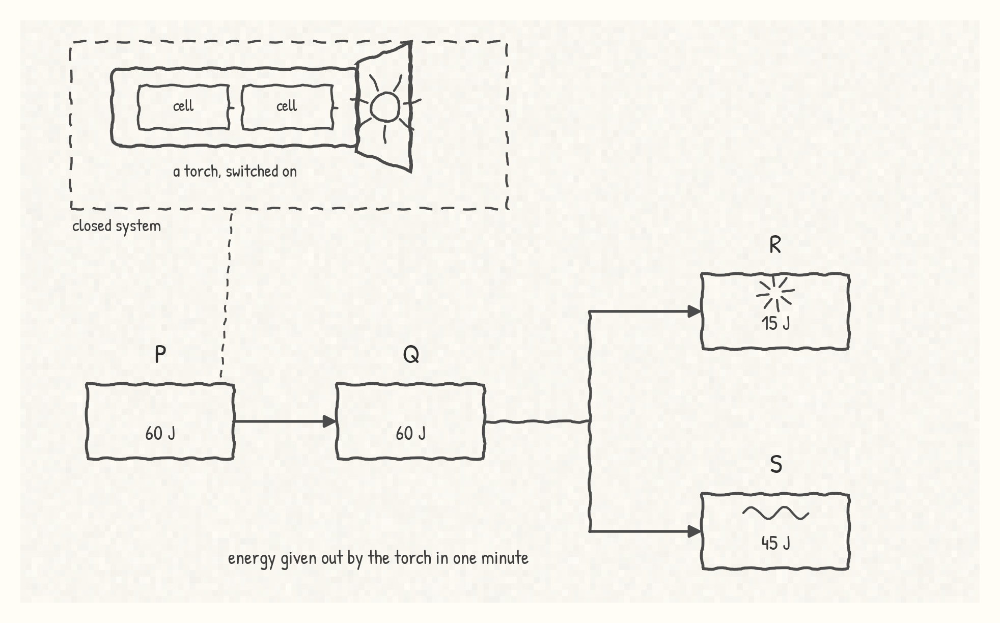 cell
cell
a torch, switched on
closed system
R
15 J
P
Q
60 J
60 J
S
45 J
energy given out by the torch in one minute